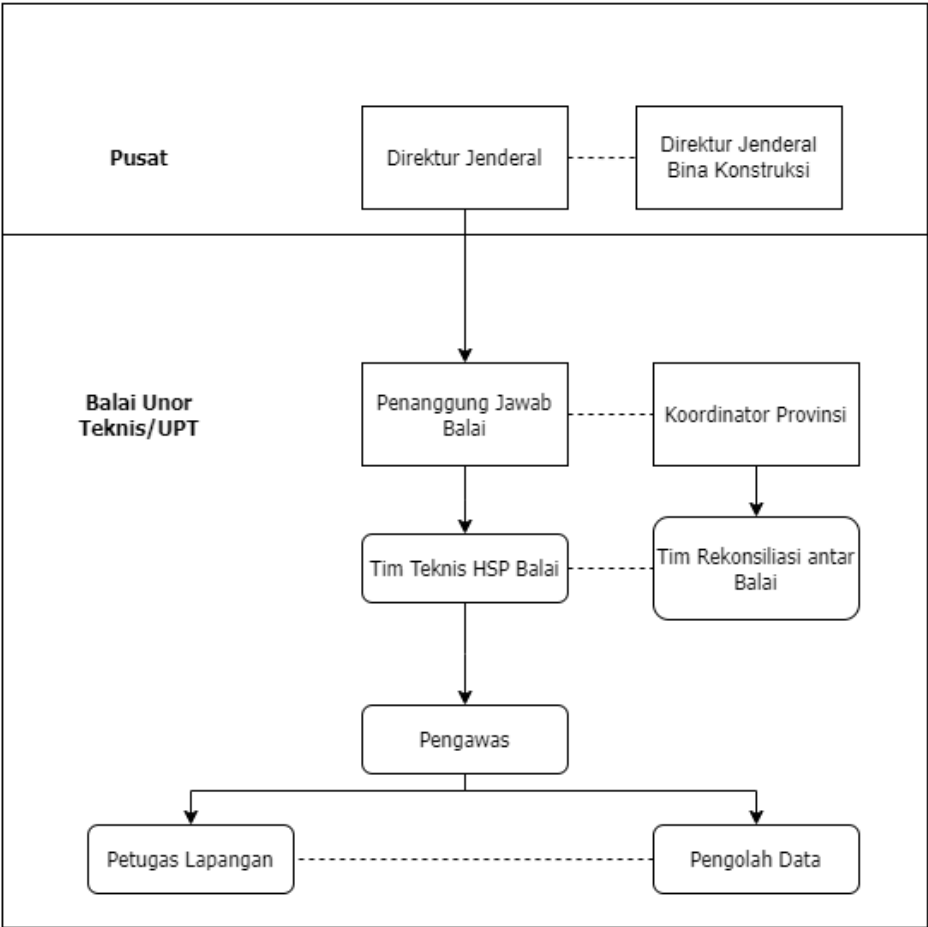 Pusat
Direktur Jenderal
Direktur Jenderal
Bina Konstruksi
Balai Unor
Teknis/UPT
Penanggung Jawab
Balai
Koordinator Provinsi
Tim Teknis HSP Balai
Tim Rekonsiliasi antar
Balai
Pengawas
Petugas Lapangan
Pengolah Data